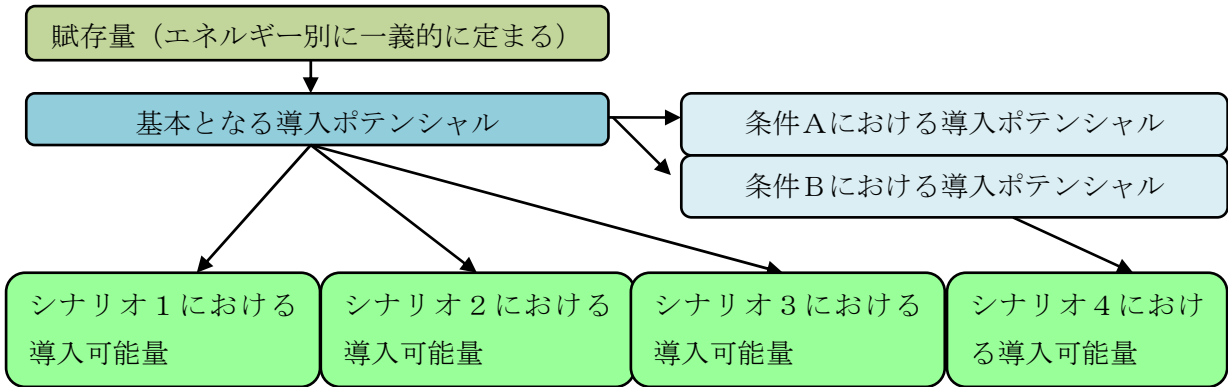 賦存量（エネルギー別に一義的に定まる）
基本となる導入ポテンシャル
条件Ａにおける導入ポテンシャル
条件Ｂにおける導入ポテンシャル
シナリオ１における
導入可能量
シナリオ２における
導入可能量
シナリオ３における
導入可能量
シナリオ４におけ
る導入可能量